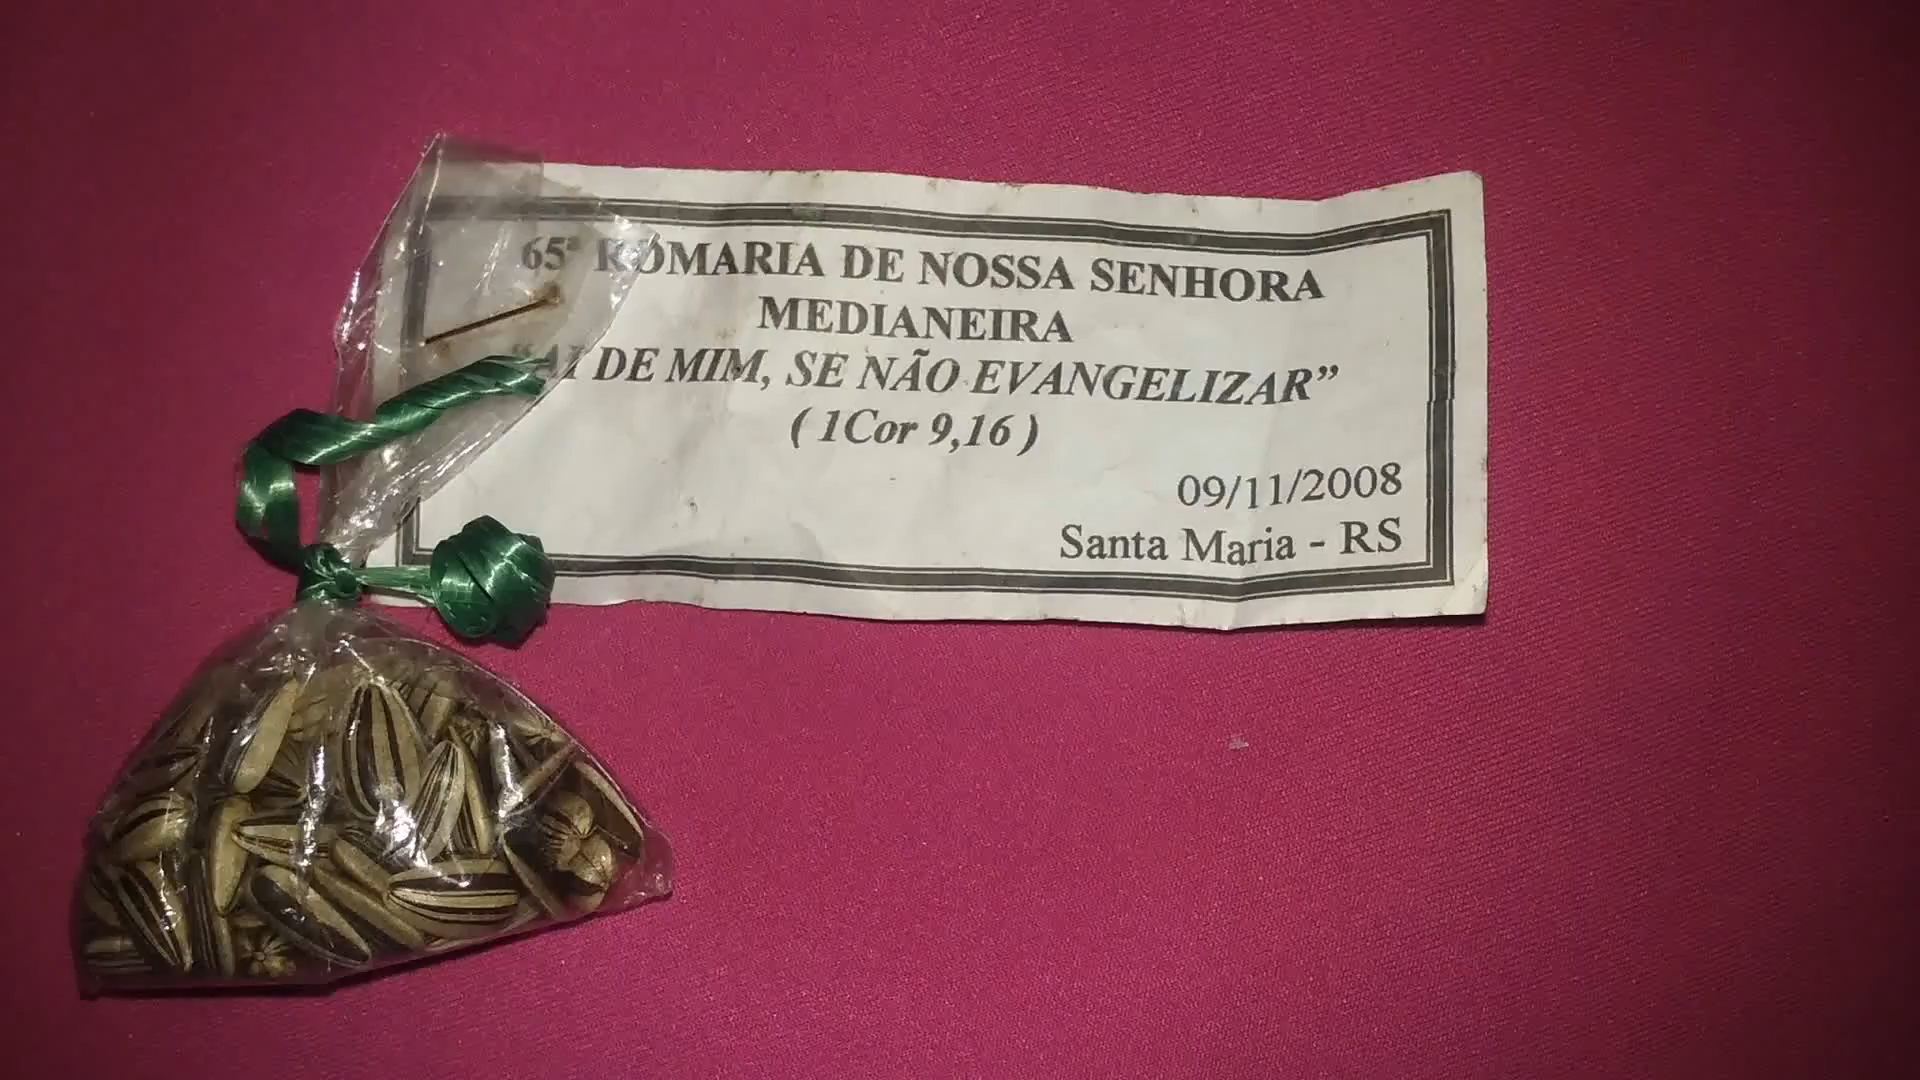 65ª ROMARIA DE NOSSA SENHORA
MEDIANEIRA
“AI DE MIM, SE NÃO EVANGELIZAR”
( 1Cor 9,16 )
09/11/2008
Santa Maria - RS